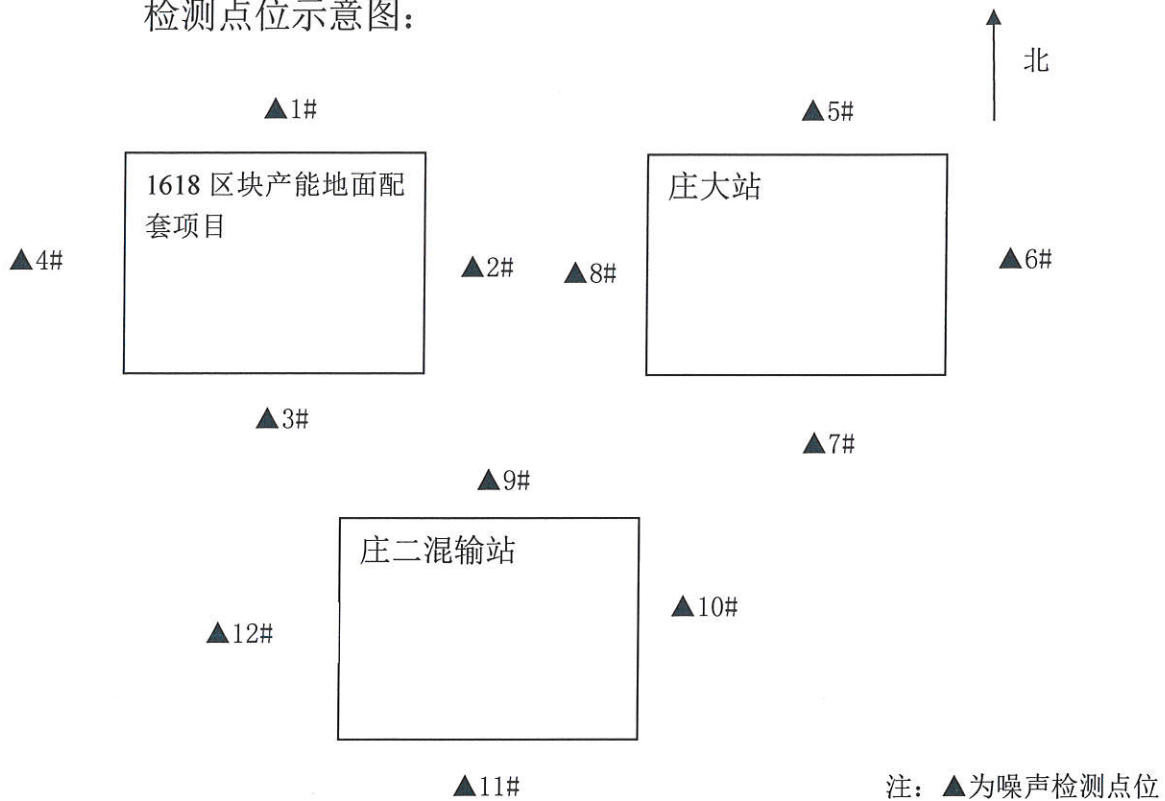 检测点位示意图：
北
▲1#
▲5#
1618 区块产能地面配
套项目
庄大站
▲4#
▲2#
▲8#
▲6#
▲3#
▲7#
▲9#
庄二混输站
▲10#
▲12#
▲11#
注：▲为噪声检测点位